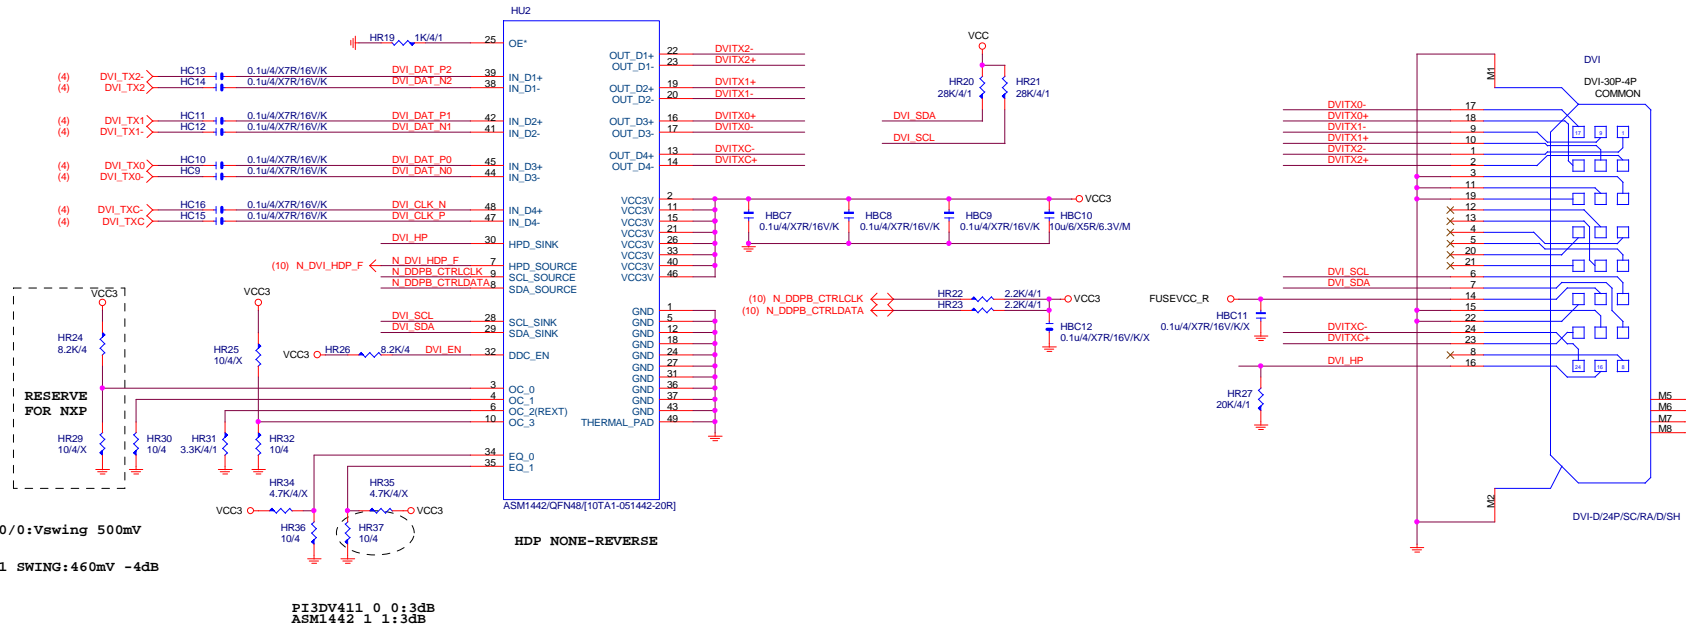 HU2
HR19 1K/4/1 25 OE*
(4) DVI_TX2- HC13 0.1u/4/X7R/16V/K DVI_DAT_P2 39 IN_D1+
(4) DVI_TX2 HC14 0.1u/4/X7R/16V/K DVI_DAT_N2 38 IN_D1-
(4) DVI_TX1 HC11 0.1u/4/X7R/16V/K DVI_DAT_P1 42 IN_D2+
(4) DVI_TX1- HC12 0.1u/4/X7R/16V/K DVI_DAT_N1 41 IN_D2-
(4) DVI_TX0 HC10 0.1u/4/X7R/16V/K DVI_DAT_P0 45 IN_D3+
(4) DVI_TX0- HC9 0.1u/4/X7R/16V/K DVI_DAT_N0 44 IN_D3-
(4) DVI_TXC- HC16 0.1u/4/X7R/16V/K DVI_CLK_N 48 IN_D4+
(4) DVI_TXC HC15 0.1u/4/X7R/16V/K DVI_CLK_P 47 IN_D4-
DVI_HP 30 HPD_SINK
(10) N_DVI_HDP_F N_DVI_HDP_F 7 HPD_SOURCE
N_DDPB_CTRLCLK 9 SCL_SOURCE
N_DDPB_CTRLDATA 8 SDA_SOURCE
DVI_SCL 28 SCL_SINK
DVI_SDA 29 SDA_SINK
VCC3 HR26 8.2K/4 DVI_EN 32 DDC_EN
3 OC_0
4 OC_1
6 OC_2(REXT)
10 OC_3
34 EQ_0
35 EQ_1
VCC3
HR24
8.2K/4
RESERVE
FOR NXP
HR29
10/4/X
HR30
10/4
HR31
3.3K/4/1
VCC3
HR25
10/4/X
HR32
10/4
HR34
4.7K/4/X
VCC3
HR36
10/4
HR35
4.7K/4/X
VCC3
HR37
10/4
OUT_D1+ 22 DVITX2-
OUT_D1- 23 DVITX2+
OUT_D2+ 19 DVITX1+
OUT_D2- 20 DVITX1-
OUT_D3+ 16 DVITX0+
OUT_D3- 17 DVITX0-
OUT_D4+ 13 DVITXC-
OUT_D4- 14 DVITXC+
VCC3V 2
VCC3V 11
VCC3V 15
VCC3V 21
VCC3V 26
VCC3V 33
VCC3V 40
VCC3V 46
GND 1
GND 5
GND 12
GND 18
GND 24
GND 27
GND 31
GND 36
GND 37
GND 43
THERMAL_PAD 49
ASM1442/QFN48/[10TA1-051442-20R]
HDP NONE-REVERSE
VCC
HR20
28K/4/1
HR21
28K/4/1
DVI_SDA
DVI_SCL
VCC3
HBC7
0.1u/4/X7R/16V/K
HBC8
0.1u/4/X7R/16V/K
HBC9
0.1u/4/X7R/16V/K
HBC10
10u/6/X5R/6.3V/M
(10) N_DDPB_CTRLCLK HR22 2.2K/4/1 VCC3
(10) N_DDPB_CTRLDATA HR23 2.2K/4/1
HBC12
0.1u/4/X7R/16V/K/X
DVI
DVI-30P-4P
COMMON
M1
DVITX0- 17
DVITX0+ 18
DVITX1- 9
DVITX1+ 10
DVITX2- 1
DVITX2+ 2
3
11
19
12
13
4
5
20
21
DVI_SCL 6
DVI_SDA 7
FUSEVCC_R 14
15
22
DVITXC- 24
DVITXC+ 23
8
DVI_HP 16
HBC11
0.1u/4/X7R/16V/K/X
HR27
20K/4/1
17 9 1
24 16 8
M5
M6
M7
M8
M2
DVI-D/24P/SC/RA/D/SH
0/0:Vswing 500mV
1 SWING:460mV -4dB
PI3DV411 0 0:3dB
ASM1442 1 1:3dB